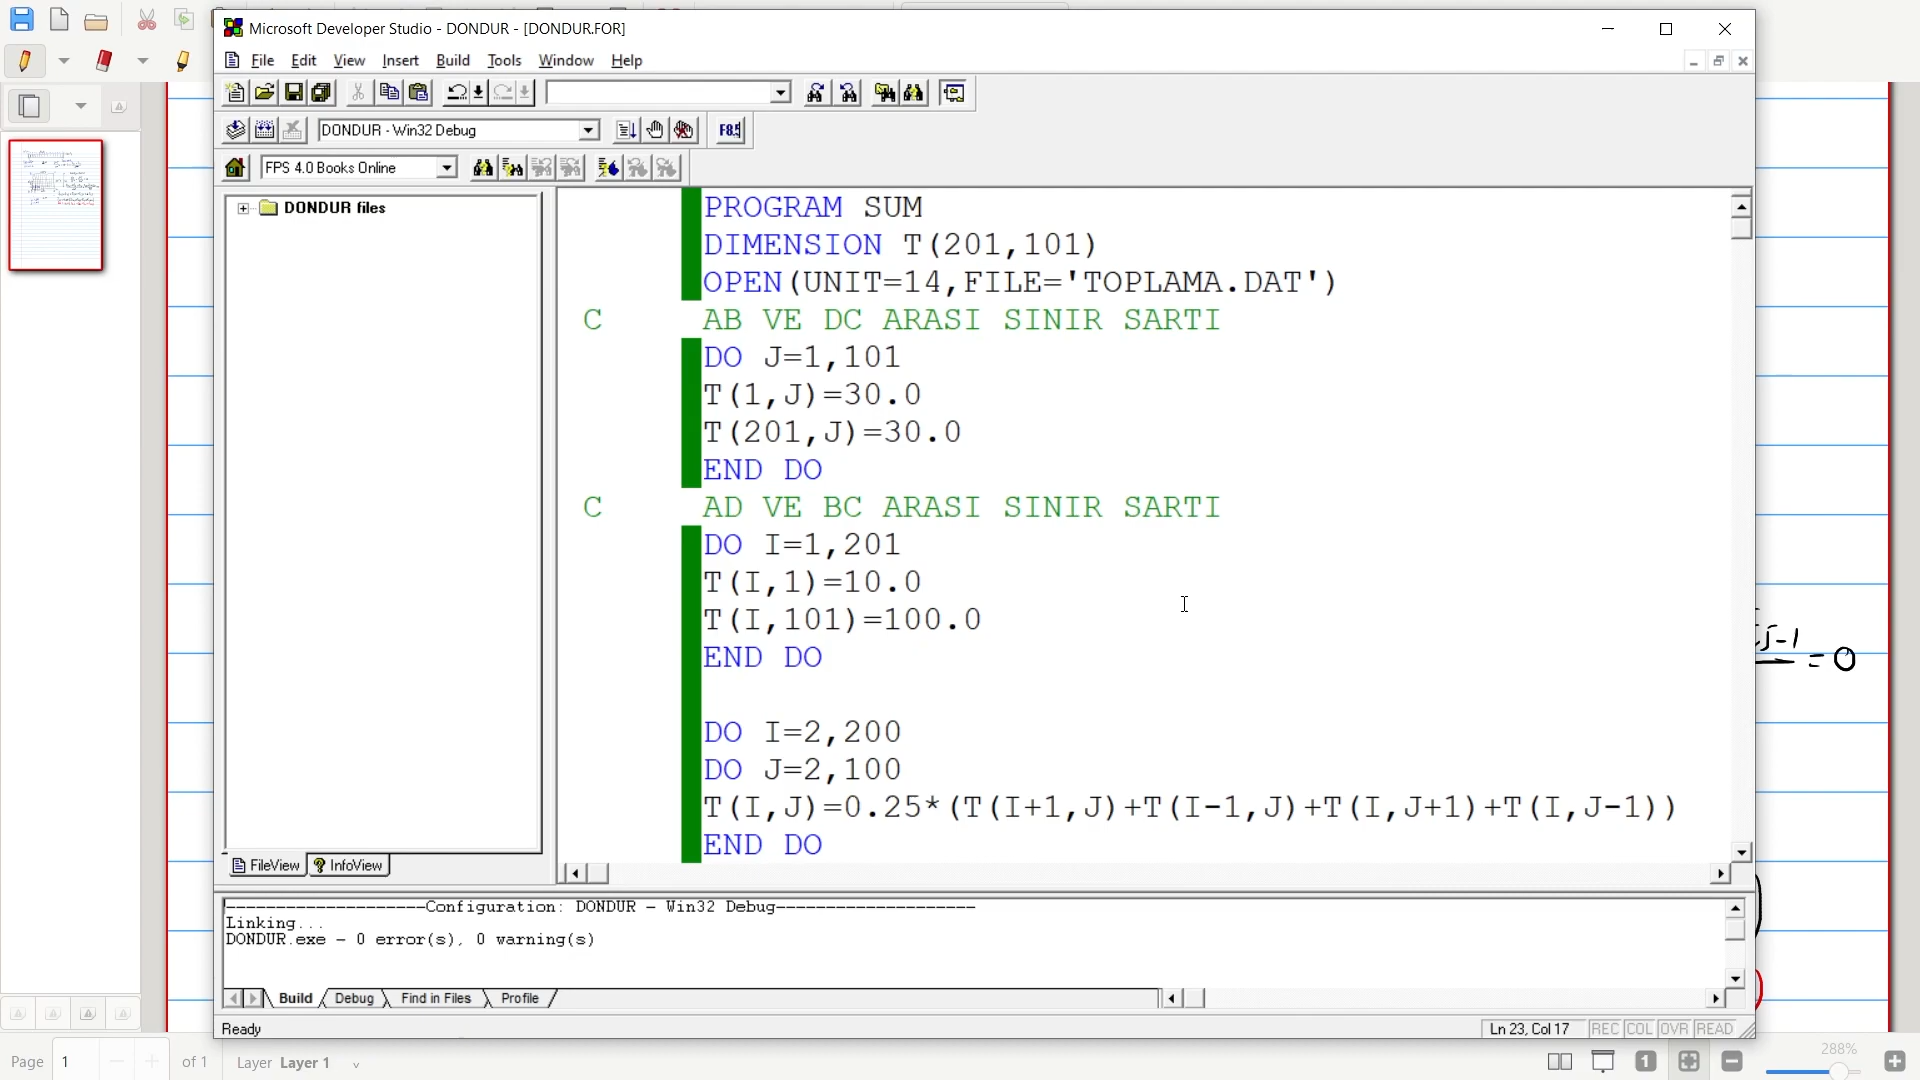 Microsoft Developer Studio - DONDUR - [DONDUR.FOR]
File Edit View Insert Build Tools Window Help
DONDUR - Win32 Debug
FPS 4.0 Books Online
DONDUR files
PROGRAM SUM
DIMENSION T(201,101)
OPEN(UNIT=14,FILE='TOPLAMA.DAT')
C AB VE DC ARASI SINIR SARTI
DO J=1,101
T(1,J)=30.0
T(201,J)=30.0
END DO
C AD VE BC ARASI SINIR SARTI
DO I=1,201
T(I,1)=10.0
T(I,101)=100.0
END DO
DO I=2,200
DO J=2,100
T(I,J)=0.25*(T(I+1,J)+T(I-1,J)+T(I,J+1)+T(I,J-1))
END DO
FileView InfoView
--------------------Configuration: DONDUR - Win32 Debug--------------------
Linking...
DONDUR.exe - 0 error(s), 0 warning(s)
Build Debug Find in Files Profile
Ready
Ln 23, Col 17 REC COL OVR READ
j-1
= 0
Page 1 of 1 Layer Layer 1
1
288%